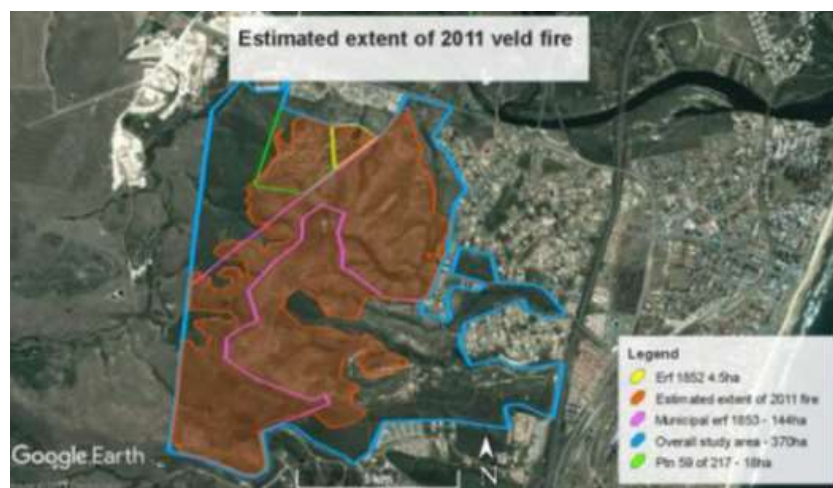 Estimated extent of 2011 veld fire
Legend
Erf 1852 4.5ha
Estimated extent of 2011 fire
Municipal erf 1853 - 144ha
Overall study area - 370ha
Ptn 59 of 217 - 18ha
Google Earth
N